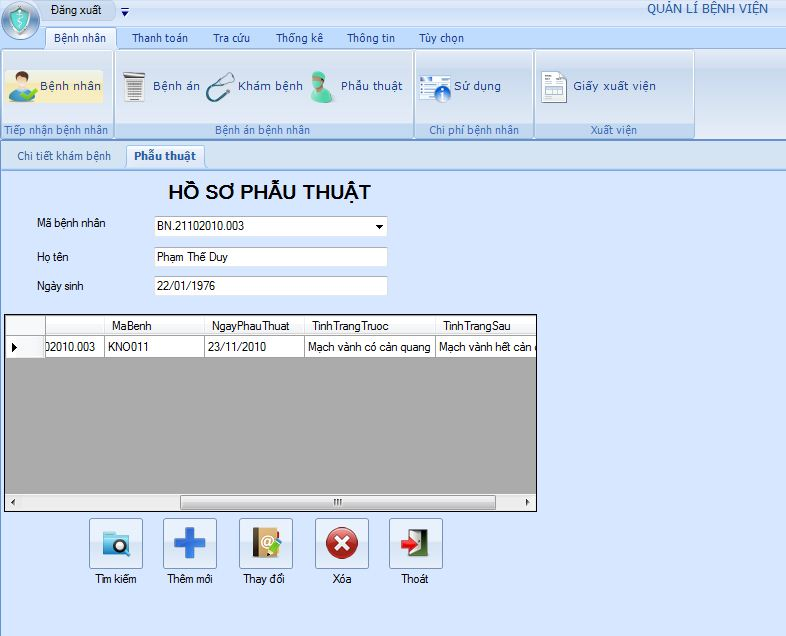 Đăng xuất
QUẢN LÍ BỆNH VIỆN
Bệnh nhân Thanh toán Tra cứu Thống kê Thông tin Tùy chọn
Bệnh nhân Bệnh án Khám bệnh Phẫu thuật Sử dụng Giấy xuất viện
Tiếp nhận bệnh nhân Bệnh án bệnh nhân Chi phí bệnh nhân Xuất viện
Chi tiết khám bệnh Phẫu thuật
HỒ SƠ PHẪU THUẬT
Mã bệnh nhân BN.21102010.003
Họ tên Phạm Thế Duy
Ngày sinh 22/01/1976
MaBenh NgayPhauThuat TinhTrangTruoc TinhTrangSau
02010.003 KNO011 23/11/2010 Mạch vành có cản quang Mạch vành hết cản
Tìm kiếm Thêm mới Thay đổi Xóa Thoát